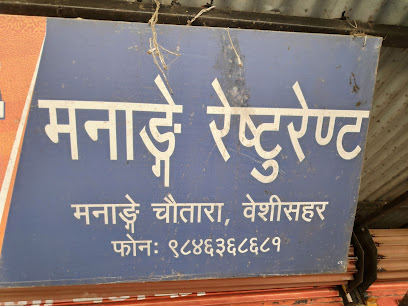 मनाङ्गे रेष्टुरेण्ट
मनाङ्गे चौतारा, वेशीसहर
फोनः ९८४६३६८६८१